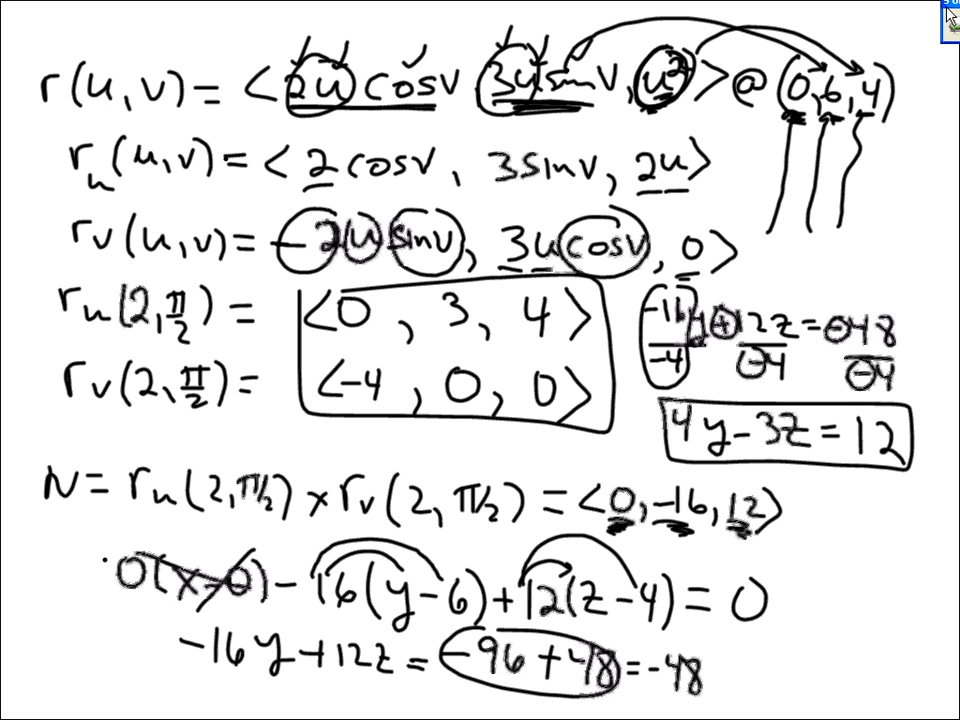 r(u,v) = <2u cosv, 3u sinv, u²> @ (0,6,4)
r_u(u,v) = <2cosv, 3sinv, 2u>
r_v(u,v) = -2u sinv, 3u cosv, 0>
r_u(2,π/2) = <0, 3, 4>
r_v(2,π/2) = <-4, 0, 0>
-16y/-4 + 12z/-4 = -48/-4
4y-3z = 12
N = r_u(2,π/2) × r_v(2,π/2) = <0,-16,12>
0(x-0) - 16(y-6) + 12(z-4) = 0
-16y+12z = -96+48 = -48